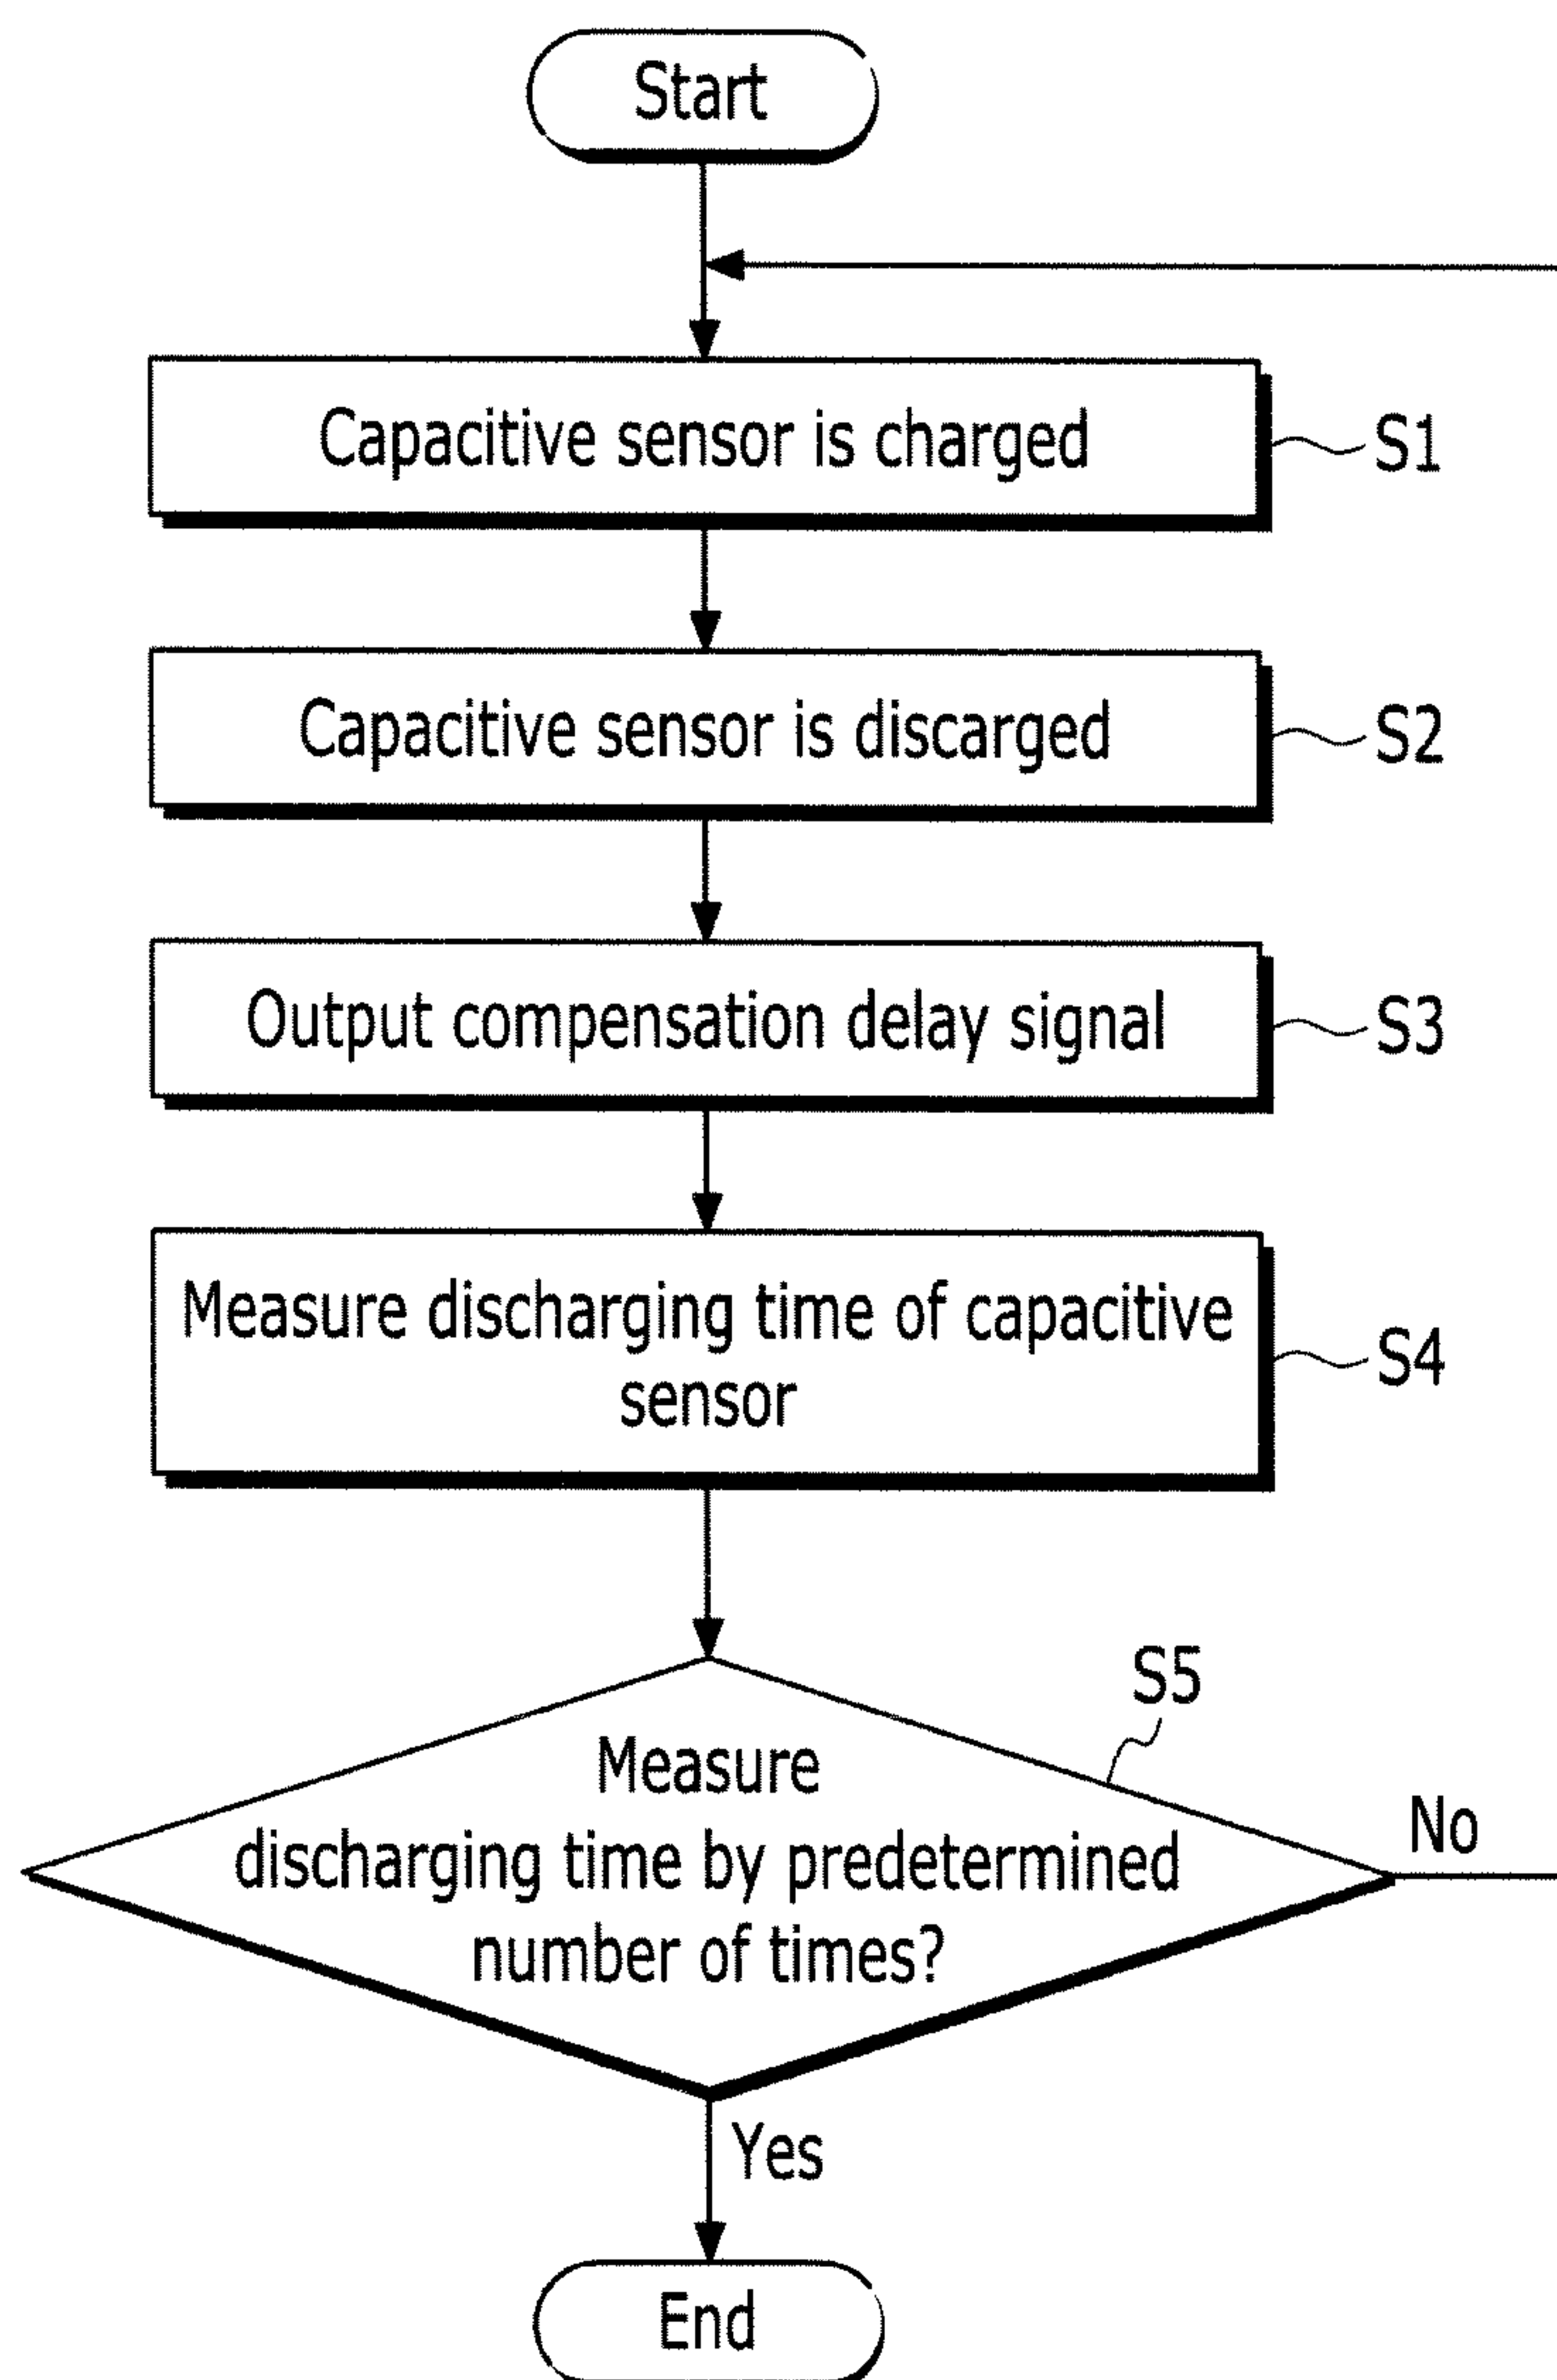 Start
Capacitive sensor is charged
S1
Capacitive sensor is discarged
S2
Output compensation delay signal
S3
Measure discharging time of capacitive
sensor
S4
S5
Measure
discharging time by predetermined
number of times?
No
Yes
End